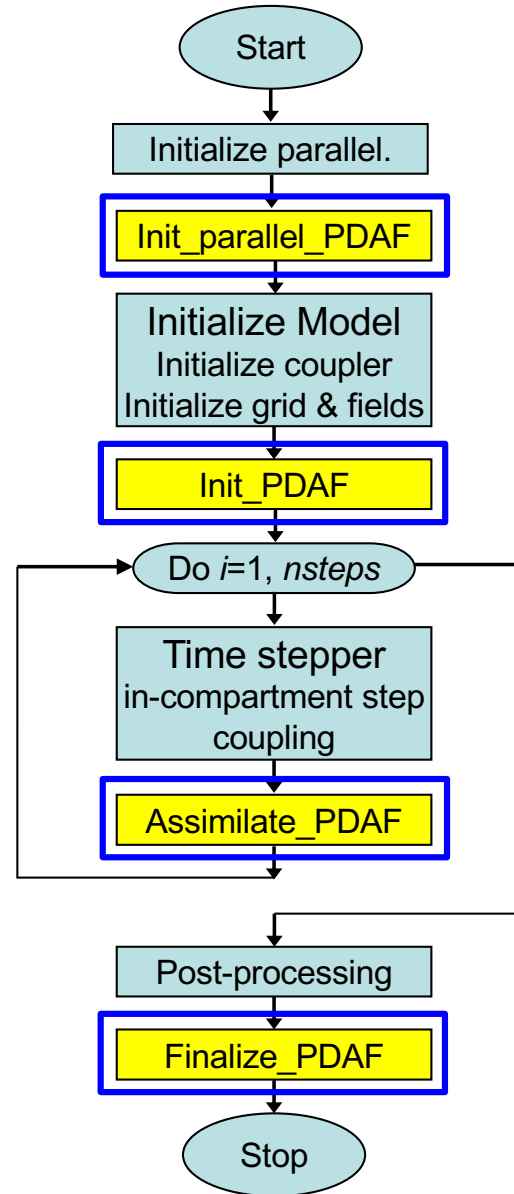 Start
Initialize parallel.
Init_parallel_PDAF
Initialize Model
Initialize coupler
Initialize grid & fields
Init_PDAF
Do i=1, nsteps
Time stepper
in-compartment step
coupling
Assimilate_PDAF
Post-processing
Finalize_PDAF
Stop